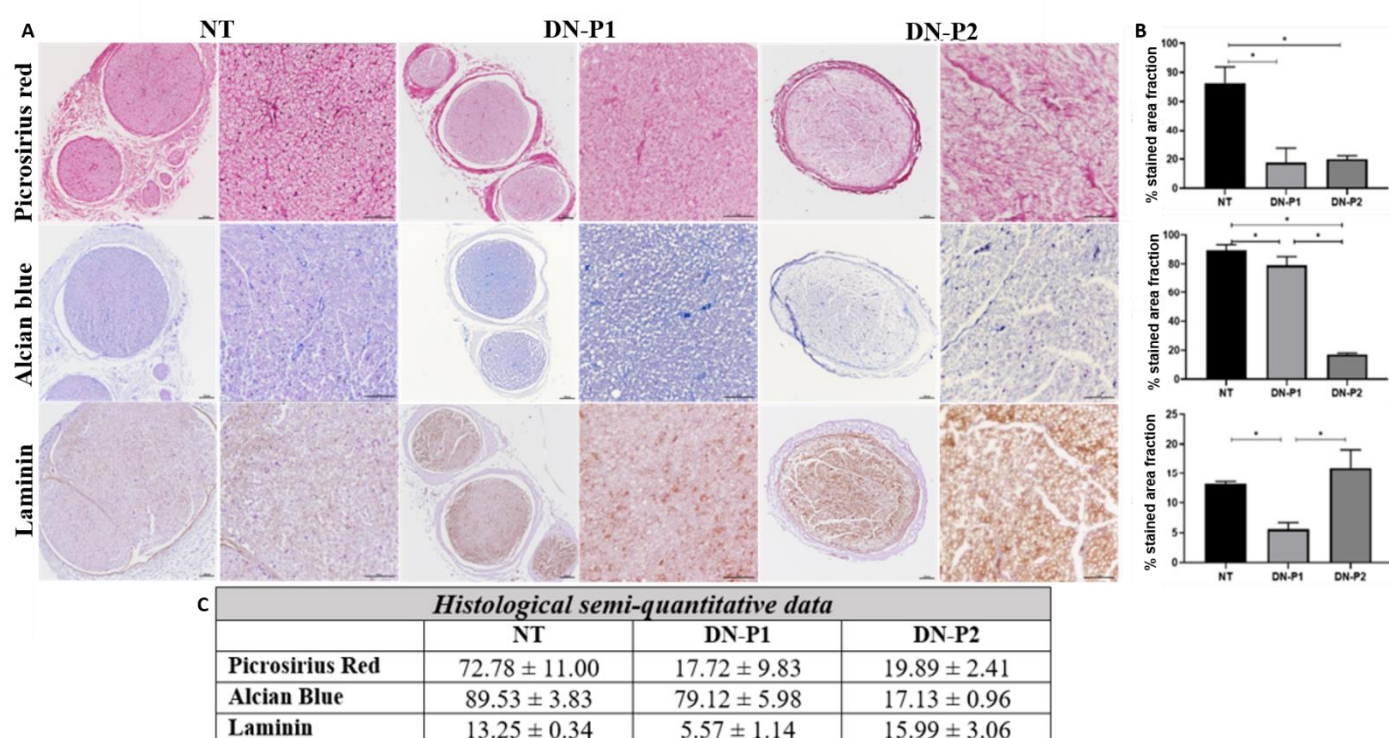 A
NT
DN-P1
DN-P2
Picrosirius red
Alcian blue
Laminin
B
% stained area fraction
100
90
60
40
20
0
*
*
NT
DN-P1
DN-P2
% stained area fraction
100
80
60
40
20
0
*
*
*
NT
DN-P1
DN-P2
% stained area fraction
25
20
15
10
5
0
*
*
NT
DN-P1
DN-P2
C
Histological semi-quantitative data
NT DN-P1 DN-P2
Picrosirius Red 72.78 ± 11.00 17.72 ± 9.83 19.89 ± 2.41
Alcian Blue 89.53 ± 3.83 79.12 ± 5.98 17.13 ± 0.96
Laminin 13.25 ± 0.34 5.57 ± 1.14 15.99 ± 3.06